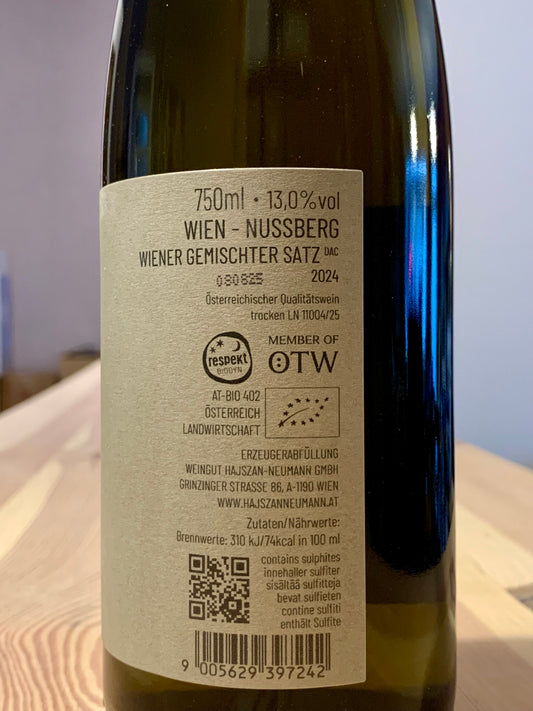 750ml • 13,0%vol
WIEN - NUSSBERG
WIENER GEMISCHTER SATZ DAC
080825 2024
Österreichischer Qualitätswein
trocken LN 11004/25
respekt
BIODYN
MEMBER OF
ÖTW
AT-BIO 402
ÖSTERREICH
LANDWIRTSCHAFT
ERZEUGERABFÜLLUNG
WEINGUT HAJSZAN-NEUMANN GMBH
GRINZINGER STRASSE 86, A-1190 WIEN
WWW.HAJSZANNEUMANN.AT
Zutaten/Nährwerte:
Brennwerte: 310 kJ/74kcal in 100 ml
contains sulphites
innehaller sulfiter
sisältää sulfitteja
bevat sulfieten
contine sulfiti
enthält Sulfite
9 005629 397242